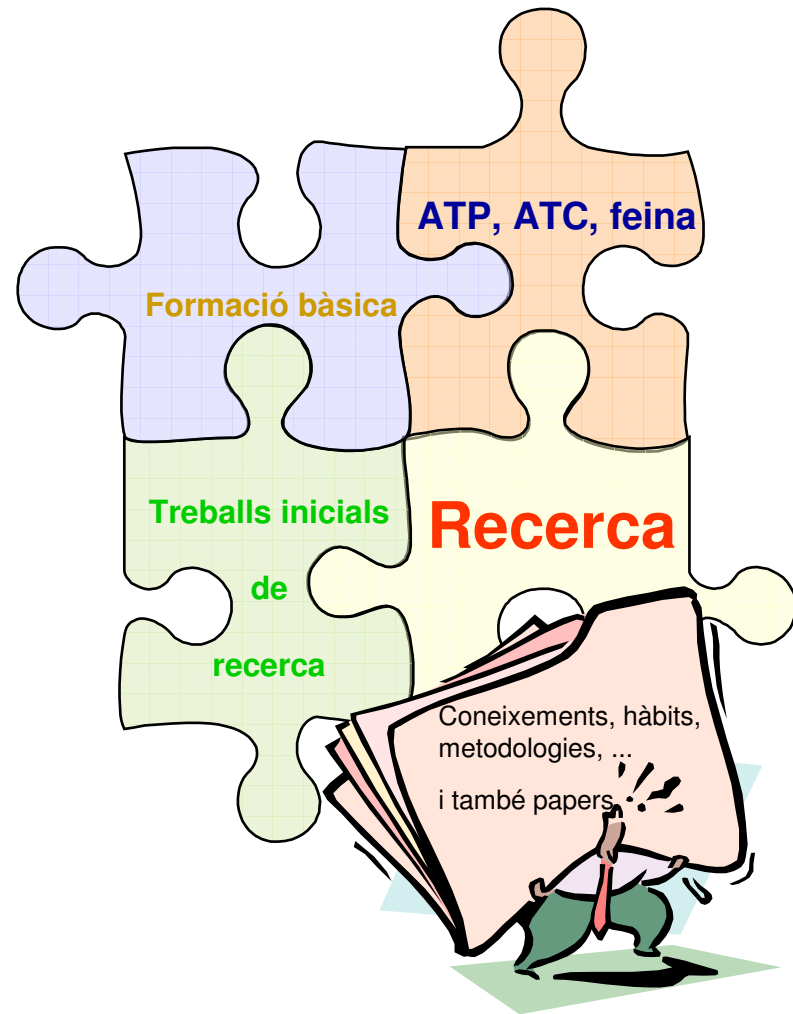 ATP, ATC, feina
Formació bàsica
Treballs inicials
de
recerca
Recerca
Coneixements, hàbits,
metodologies, ...
i també papers